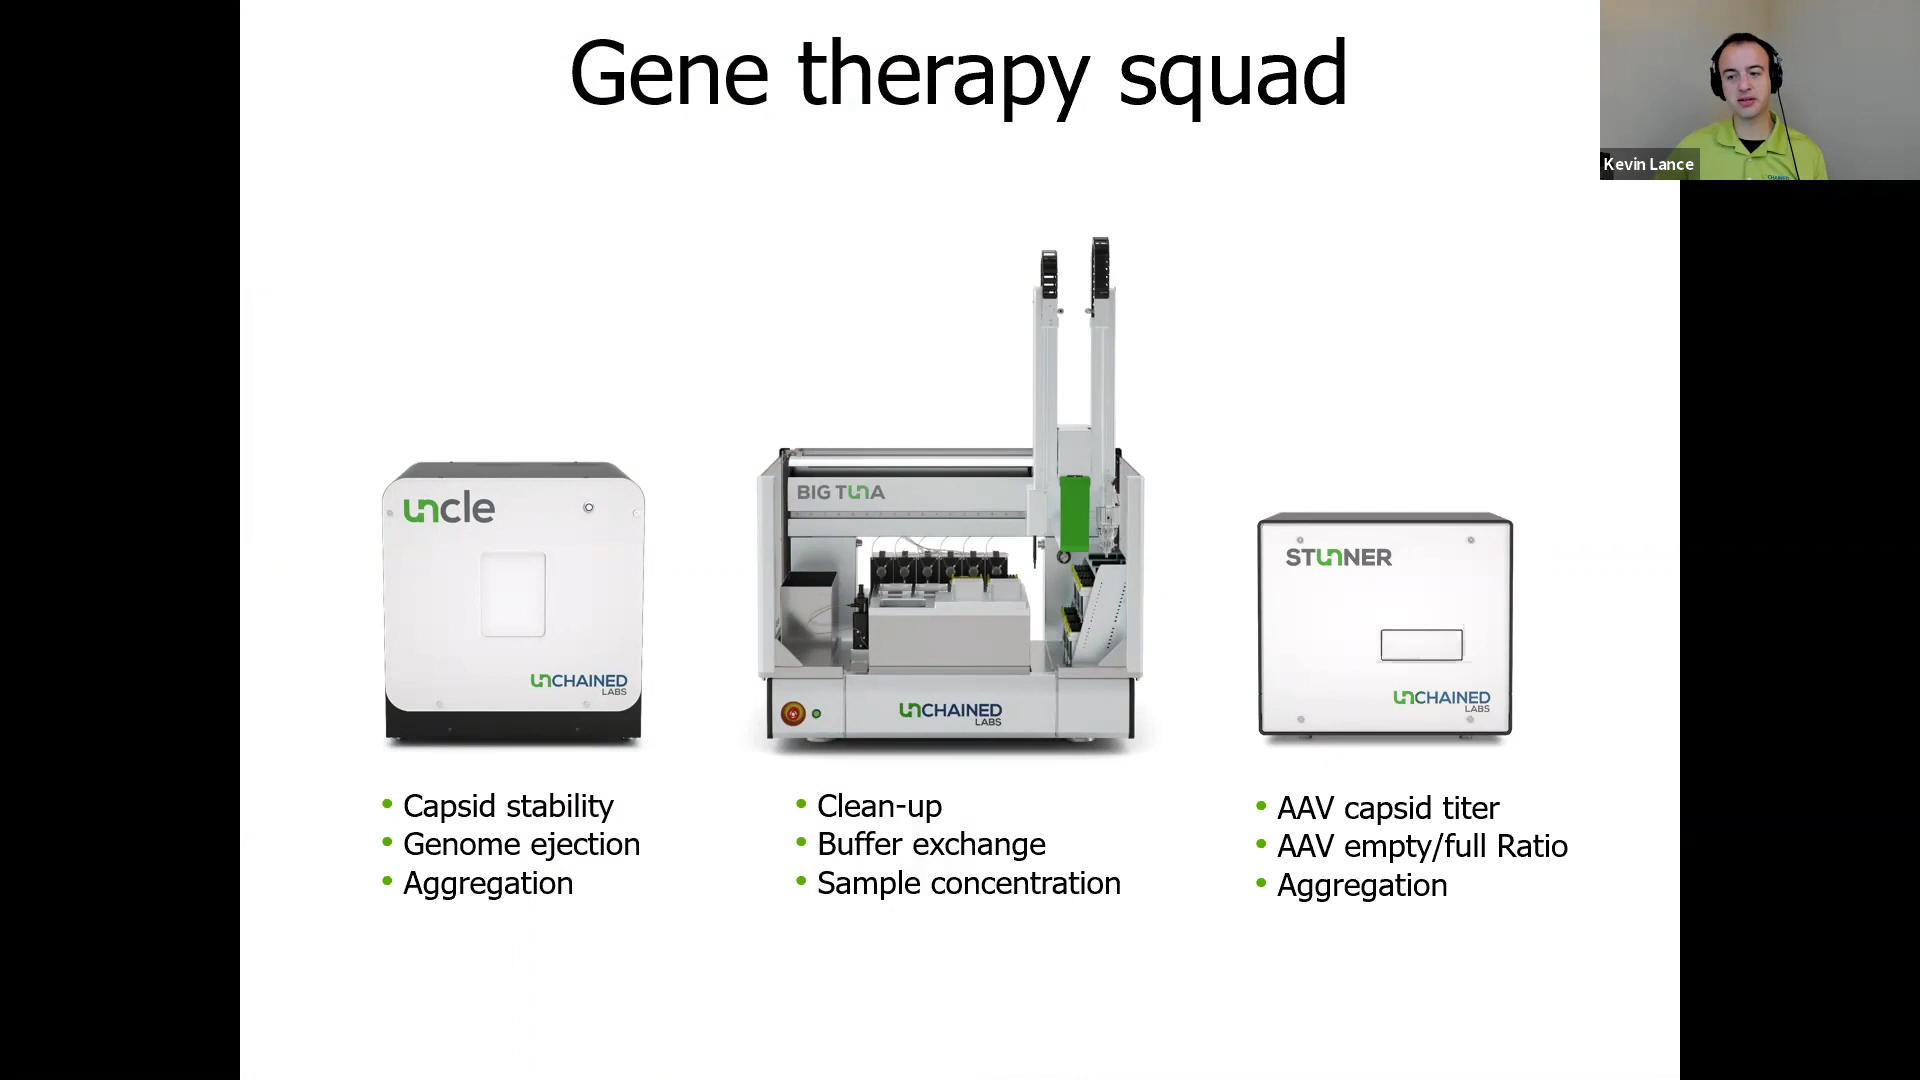 Gene therapy squad
Kevin Lance
CHAINED
uncle
UNCHAINED
LABS
BIG TUNA
UNCHAINED
LABS
STUNNER
UNCHAINED
LABS
• Capsid stability
• Genome ejection
• Aggregation
• Clean-up
• Buffer exchange
• Sample concentration
• AAV capsid titer
• AAV empty/full Ratio
• Aggregation